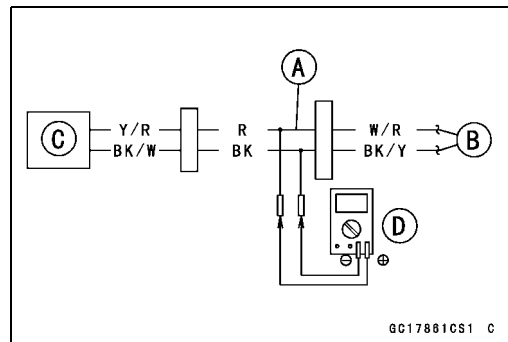 A
Y/R R W/R
C B
BK/W BK BK/Y
D
⊖ ⊕
GC17861CS1 C